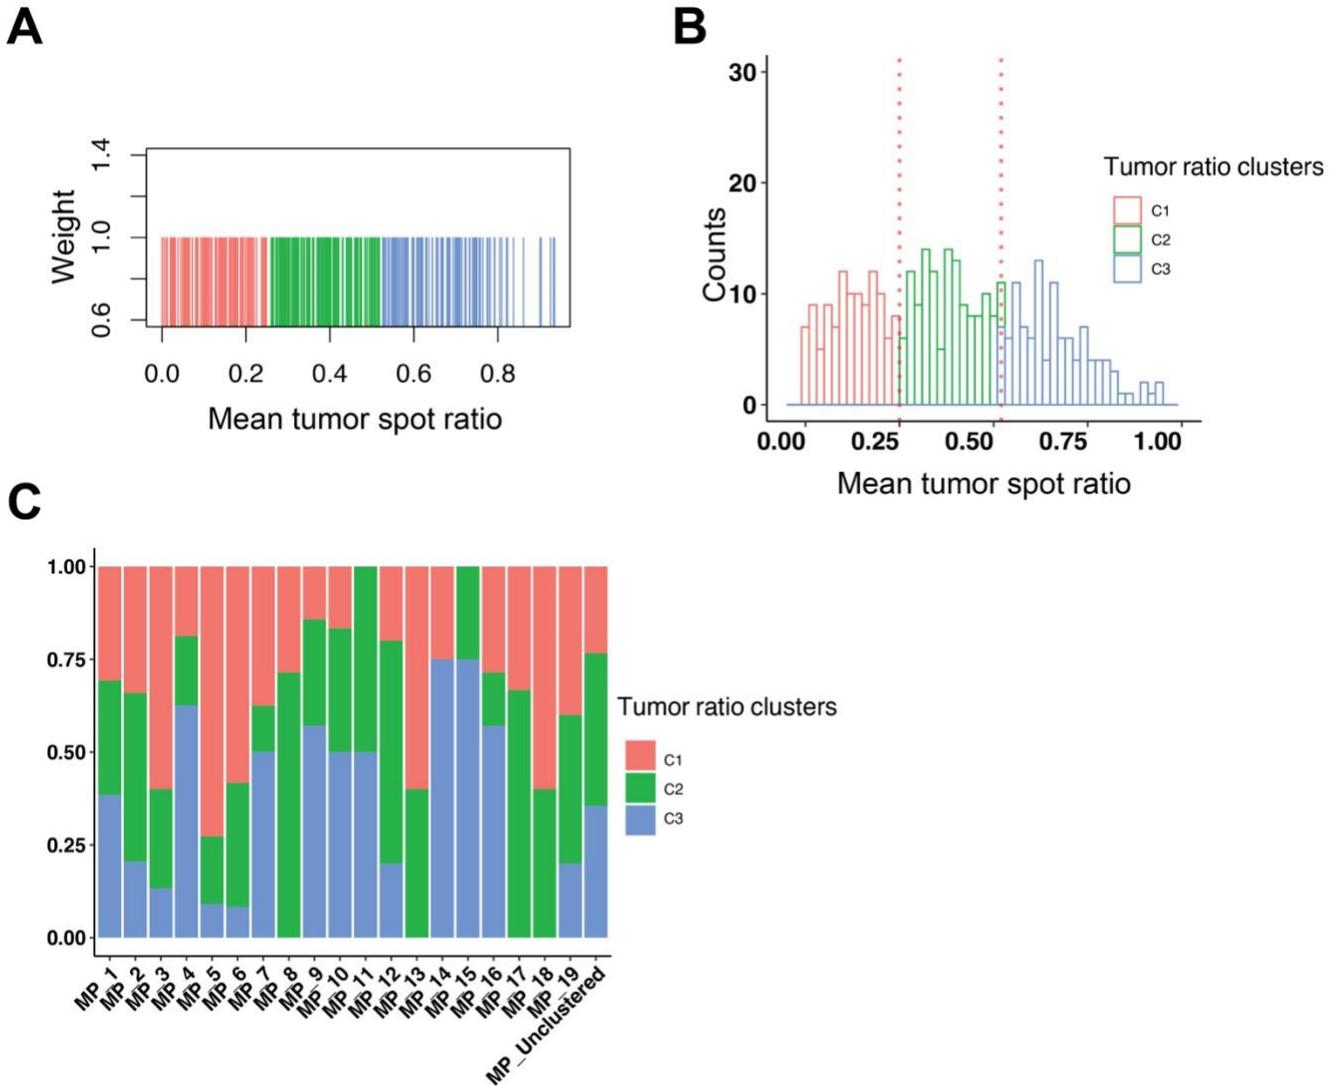 A
Weight
1.4
1.0
0.6
0.0 0.2 0.4 0.6 0.8
Mean tumor spot ratio
B
Counts
30
20
10
0
0.00 0.25 0.50 0.75 1.00
Mean tumor spot ratio
Tumor ratio clusters
C1
C2
C3
C
1.00
0.75
0.50
0.25
0.00
MP_1
MP_2
MP_3
MP_4
MP_5
MP_6
MP_7
MP_8
MP_9
MP_10
MP_11
MP_12
MP_13
MP_14
MP_15
MP_16
MP_17
MP_18
MP_19
MP_Unclustered
Tumor ratio clusters
C1
C2
C3